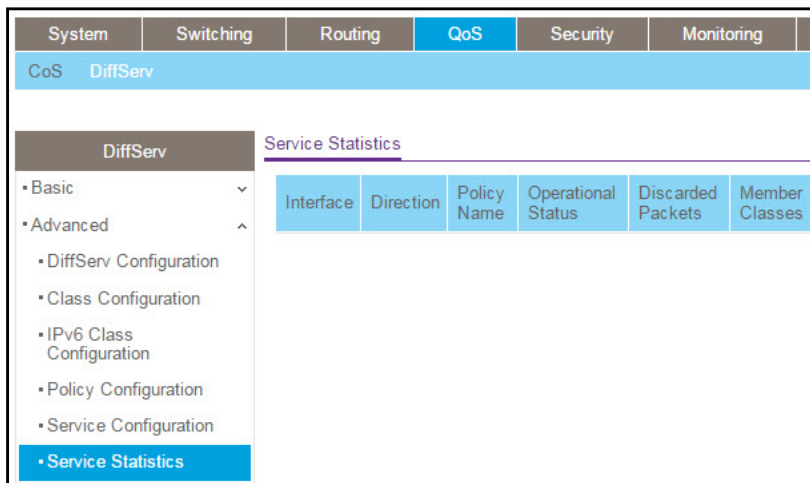 System Switching Routing QoS Security Monitoring
CoS DiffServ
DiffServ
Basic
Advanced
DiffServ Configuration
Class Configuration
IPv6 Class
Configuration
Policy Configuration
Service Configuration
Service Statistics
Service Statistics
Interface Direction Policy Name Operational Status Discarded Packets Member Classes